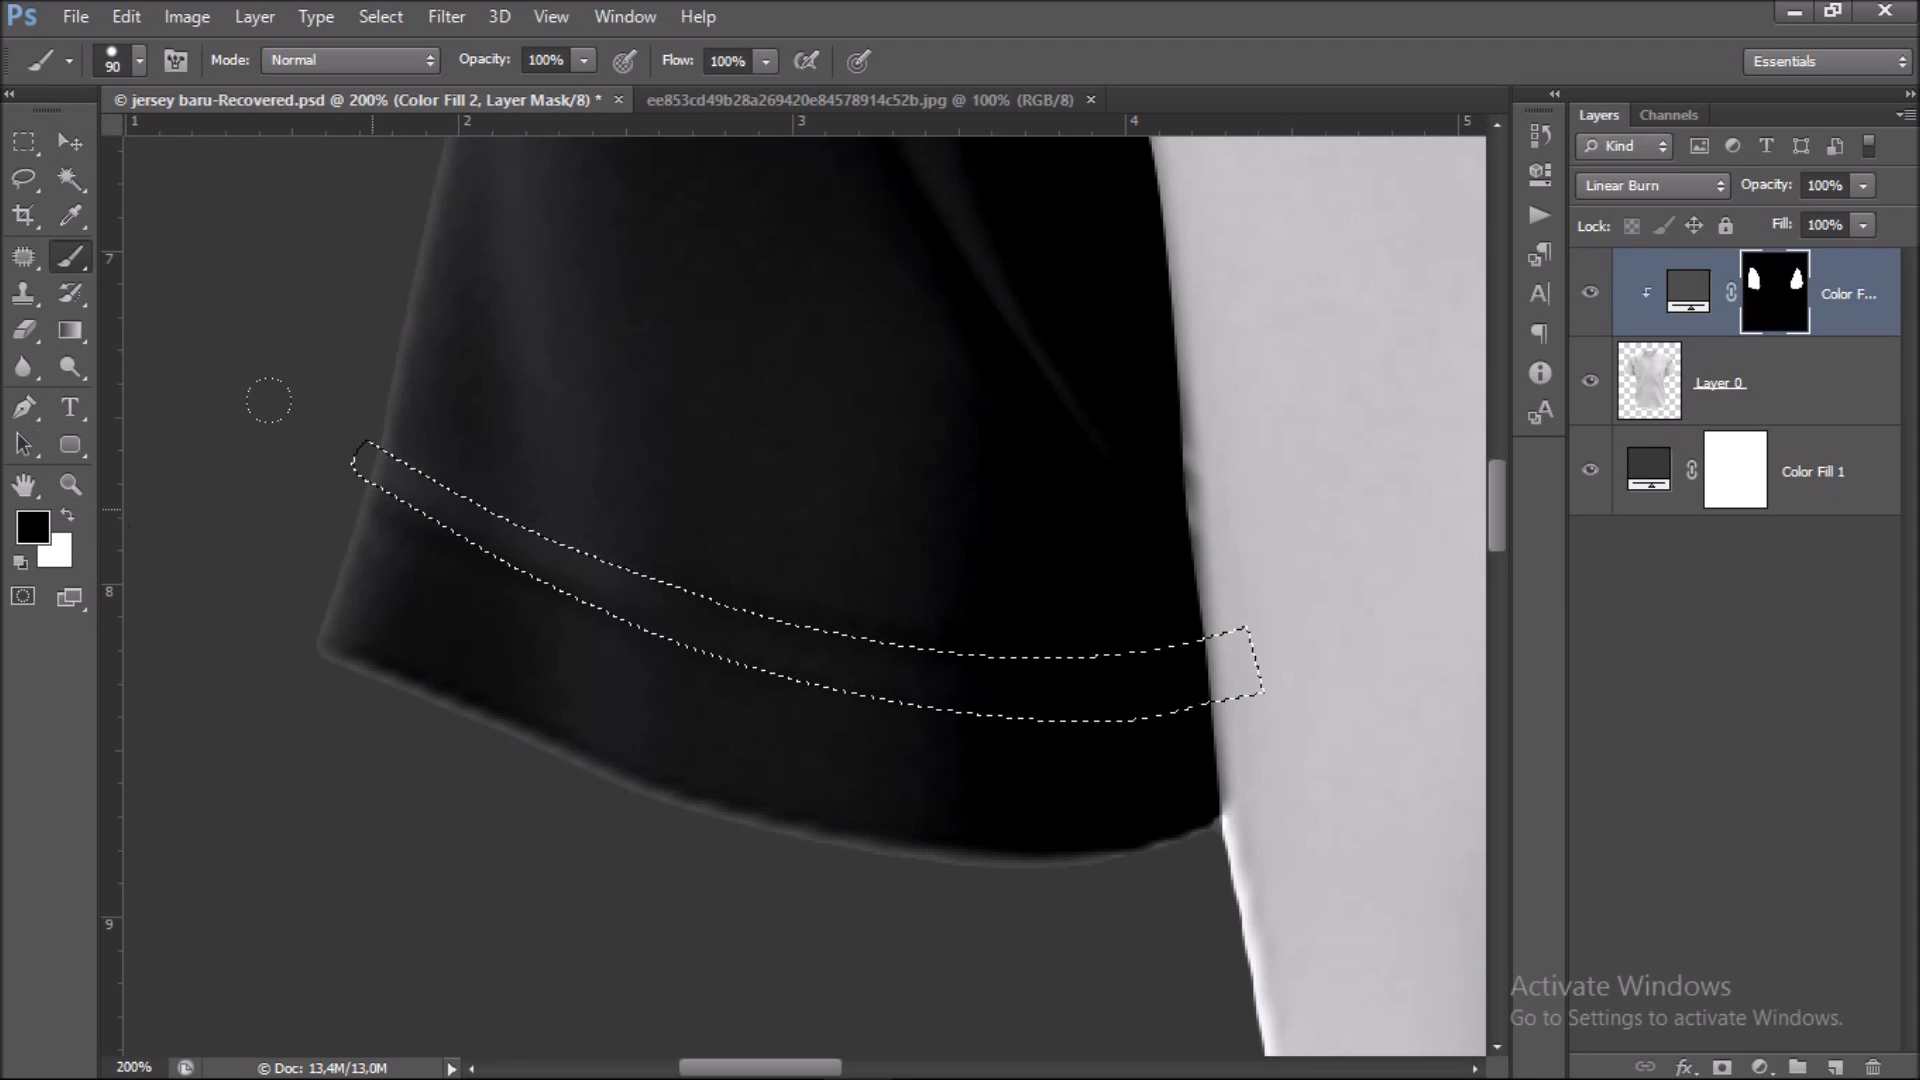 Ps File Edit Image Layer Type Select Filter 3D View Window Help
90 Mode: Normal Opacity: 100% Flow: 100% Essentials
© jersey baru-Recovered.psd @ 200% (Color Fill 2, Layer Mask/8) * × ee853cd49b28a269420e84578914c52b.jpg @ 100% (RGB/8) ×
1 2 3 4 5
7
8
9
Layers Channels
Kind
Linear Burn Opacity: 100%
Lock: Fill: 100%
Color F...
Layer 0
Color Fill 1
Activate Windows
Go to Settings to activate Windows.
200% © Doc: 13,4M/13,0M